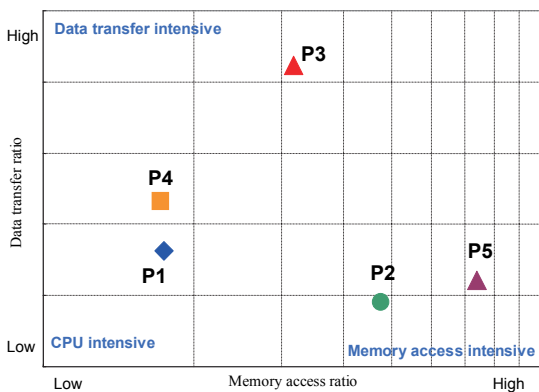 High
Data transfer intensive
P3
Data transfer ratio
P4
P1
P5
P2
Low
CPU intensive
Memory access intensive
Low
Memory access ratio
High